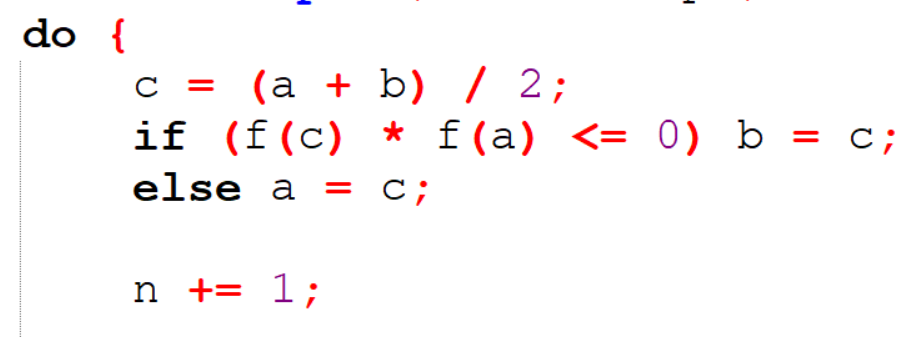 do {
c = (a + b) / 2;
if (f(c) * f(a) <= 0) b = c;
else a = c;
n += 1;